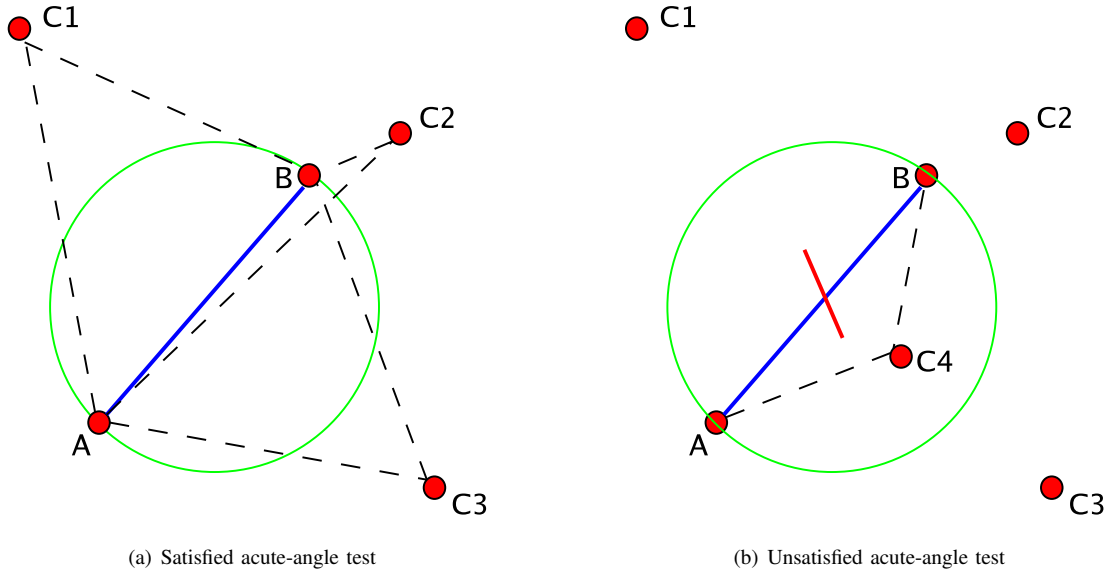 C1
C2
B
A
C3
(a) Satisfied acute-angle test
C1
C2
B
C4
A
C3
(b) Unsatisfied acute-angle test